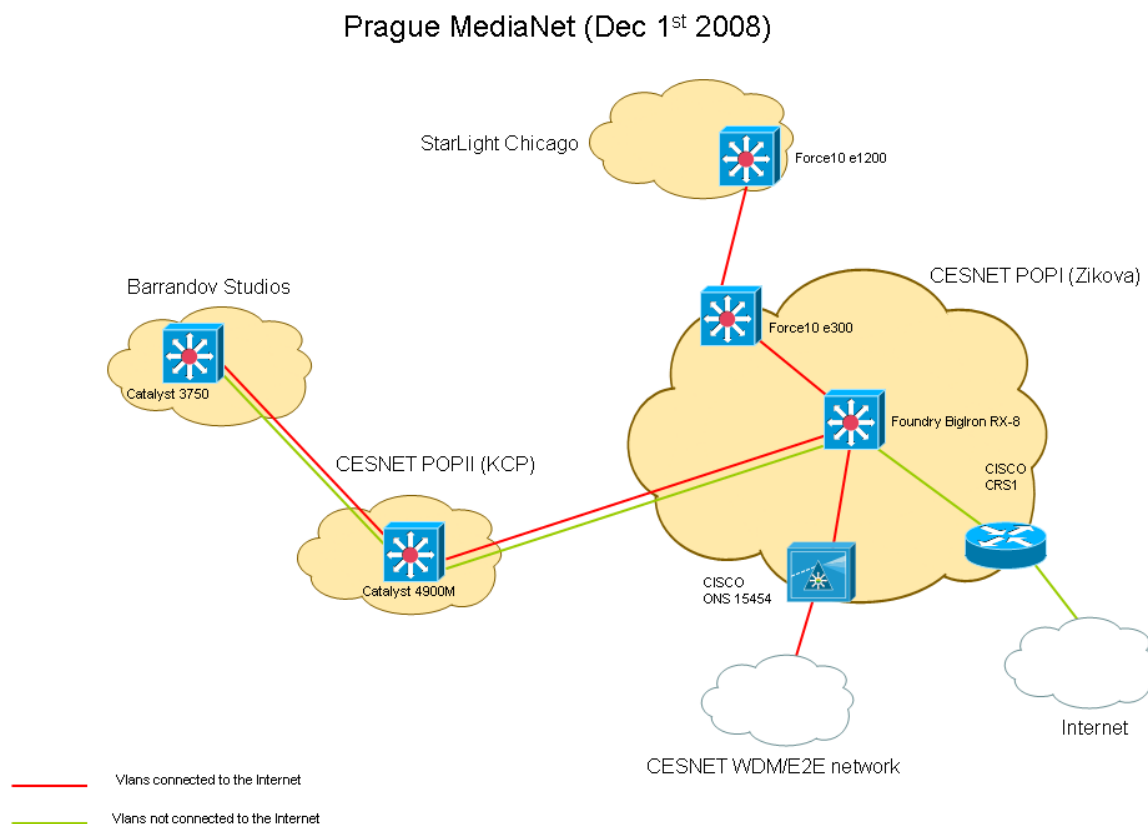 Prague MediaNet (Dec 1st 2008)
StarLight Chicago
Force10 e1200
CESNET POPI (Zikova)
Barrandov Studios
Force10 e300
Catalyst 3750
Foundry BigIron RX-8
CESNET POPII (KCP)
CISCO
CRS1
CISCO
ONS 15454
Catalyst 4900M
Internet
CESNET WDM/E2E network
Vlans connected to the Internet
Vlans not connected to the Internet